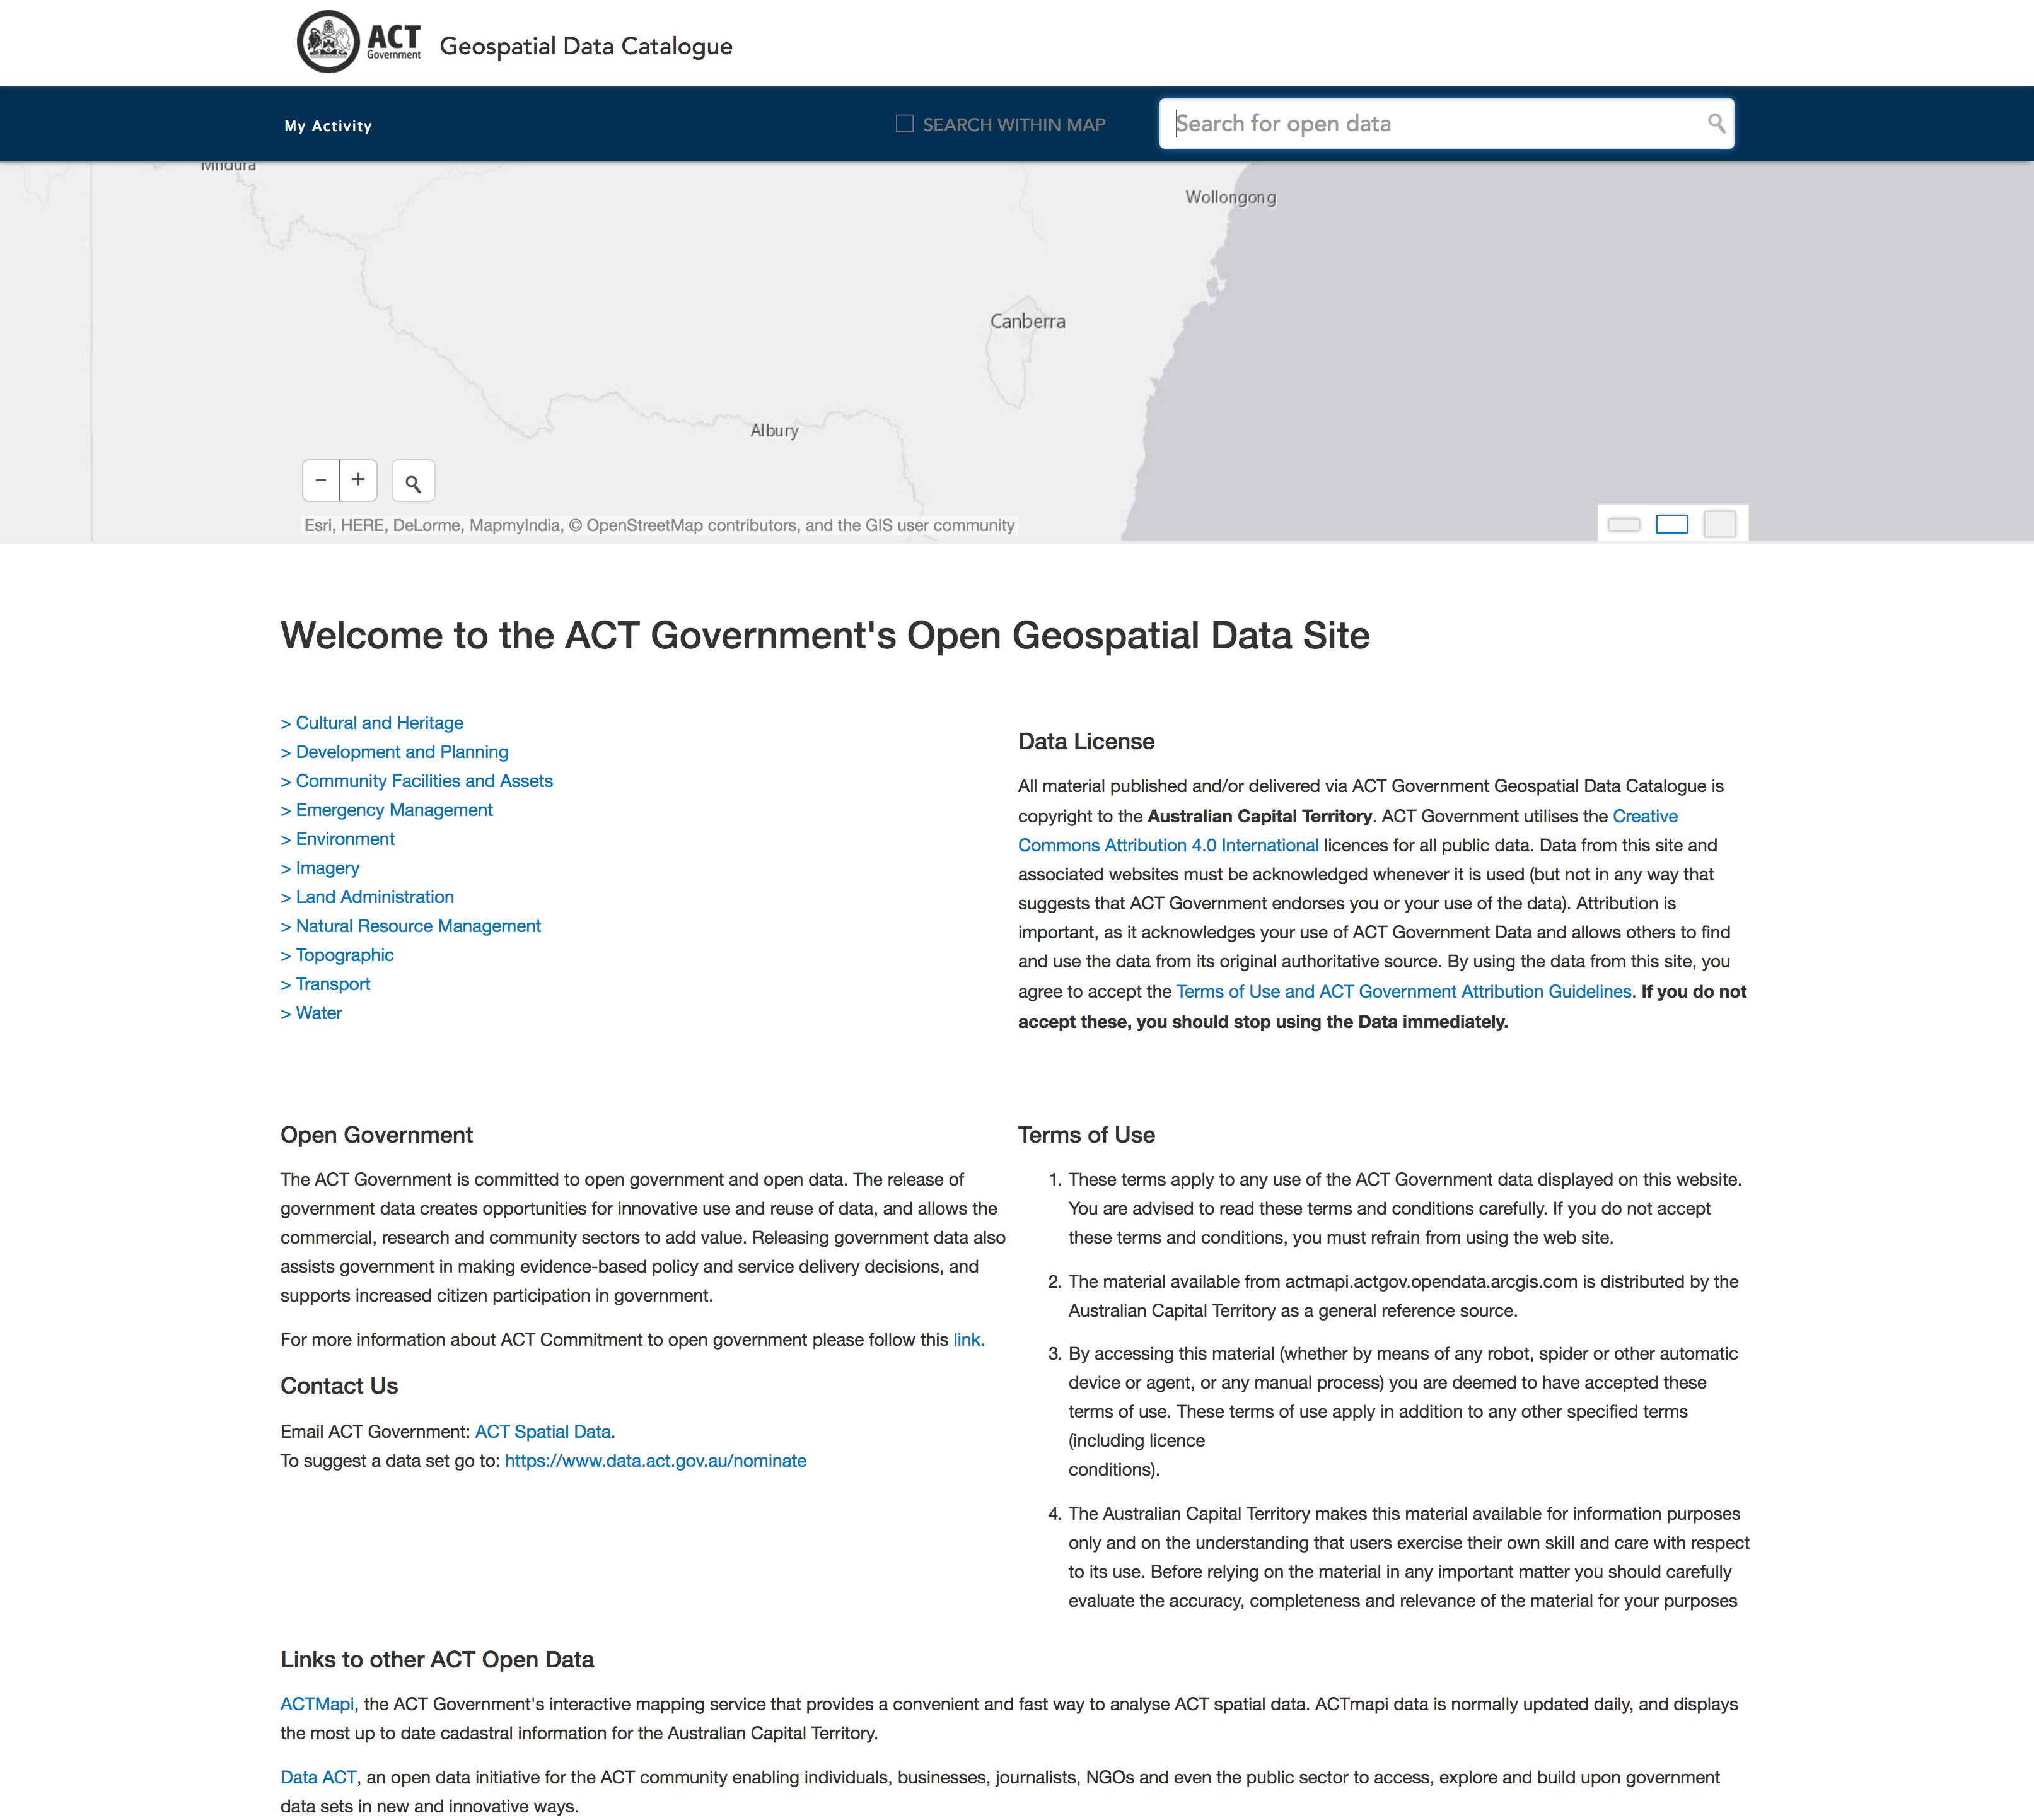 ACT
Government
Geospatial Data Catalogue
My Activity
SEARCH WITHIN MAP
Search for open data
Mildura
Wollongong
Canberra
Albury
− +
Esri, HERE, DeLorme, MapmyIndia, © OpenStreetMap contributors, and the GIS user community
Welcome to the ACT Government's Open Geospatial Data Site
> Cultural and Heritage
> Development and Planning
> Community Facilities and Assets
> Emergency Management
> Environment
> Imagery
> Land Administration
> Natural Resource Management
> Topographic
> Transport
> Water
Data License
All material published and/or delivered via ACT Government Geospatial Data Catalogue is
copyright to the Australian Capital Territory. ACT Government utilises the Creative
Commons Attribution 4.0 International licences for all public data. Data from this site and
associated websites must be acknowledged whenever it is used (but not in any way that
suggests that ACT Government endorses you or your use of the data). Attribution is
important, as it acknowledges your use of ACT Government Data and allows others to find
and use the data from its original authoritative source. By using the data from this site, you
agree to accept the Terms of Use and ACT Government Attribution Guidelines. If you do not
accept these, you should stop using the Data immediately.
Open Government
The ACT Government is committed to open government and open data. The release of
government data creates opportunities for innovative use and reuse of data, and allows the
commercial, research and community sectors to add value. Releasing government data also
assists government in making evidence-based policy and service delivery decisions, and
supports increased citizen participation in government.
For more information about ACT Commitment to open government please follow this link.
Contact Us
Email ACT Government: ACT Spatial Data.
To suggest a data set go to: https://www.data.act.gov.au/nominate
Terms of Use
1. These terms apply to any use of the ACT Government data displayed on this website.
You are advised to read these terms and conditions carefully. If you do not accept
these terms and conditions, you must refrain from using the web site.
2. The material available from actmapi.actgov.opendata.arcgis.com is distributed by the
Australian Capital Territory as a general reference source.
3. By accessing this material (whether by means of any robot, spider or other automatic
device or agent, or any manual process) you are deemed to have accepted these
terms of use. These terms of use apply in addition to any other specified terms
(including licence
conditions).
4. The Australian Capital Territory makes this material available for information purposes
only and on the understanding that users exercise their own skill and care with respect
to its use. Before relying on the material in any important matter you should carefully
evaluate the accuracy, completeness and relevance of the material for your purposes
Links to other ACT Open Data
ACTMapi, the ACT Government's interactive mapping service that provides a convenient and fast way to analyse ACT spatial data. ACTmapi data is normally updated daily, and displays
the most up to date cadastral information for the Australian Capital Territory.
Data ACT, an open data initiative for the ACT community enabling individuals, businesses, journalists, NGOs and even the public sector to access, explore and build upon government
data sets in new and innovative ways.